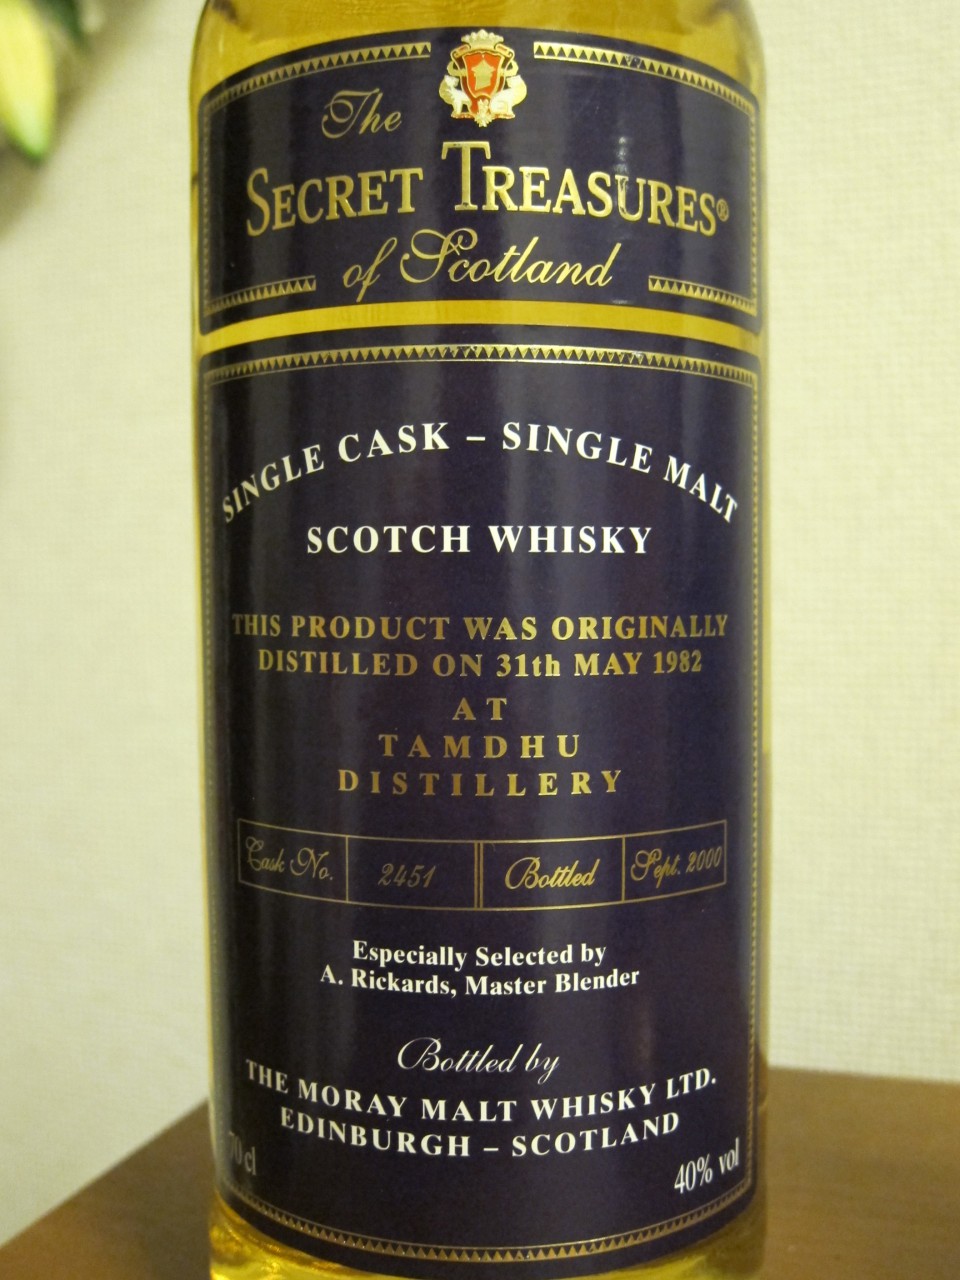 The
SECRET TREASURES®
of Scotland
SINGLE CASK – SINGLE MALT
SCOTCH WHISKY
THIS PRODUCT WAS ORIGINALLY
DISTILLED ON 31th MAY 1982
AT
TAMDHU
DISTILLERY
Cask No. 2451 Bottled Sept. 2000
Especially Selected by
A. Rickards, Master Blender
Bottled by
THE MORAY MALT WHISKY LTD.
EDINBURGH – SCOTLAND
70cl 40% vol